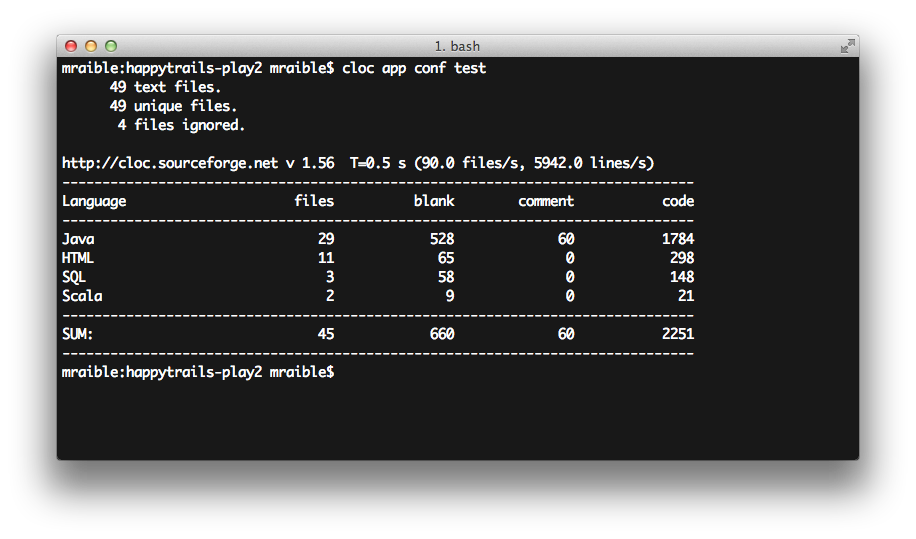 1. bash
mraible:happytrails-play2 mraible$ cloc app conf test
      49 text files.
      49 unique files.
       4 files ignored.
http://cloc.sourceforge.net v 1.56  T=0.5 s (90.0 files/s, 5942.0 lines/s)
-------------------------------------------------------------------------------
Language                     files          blank        comment           code
-------------------------------------------------------------------------------
Java                            29            528             60           1784
HTML                            11             65              0            298
SQL                              3             58              0            148
Scala                            2              9              0             21
-------------------------------------------------------------------------------
SUM:                            45            660             60           2251
-------------------------------------------------------------------------------
mraible:happytrails-play2 mraible$